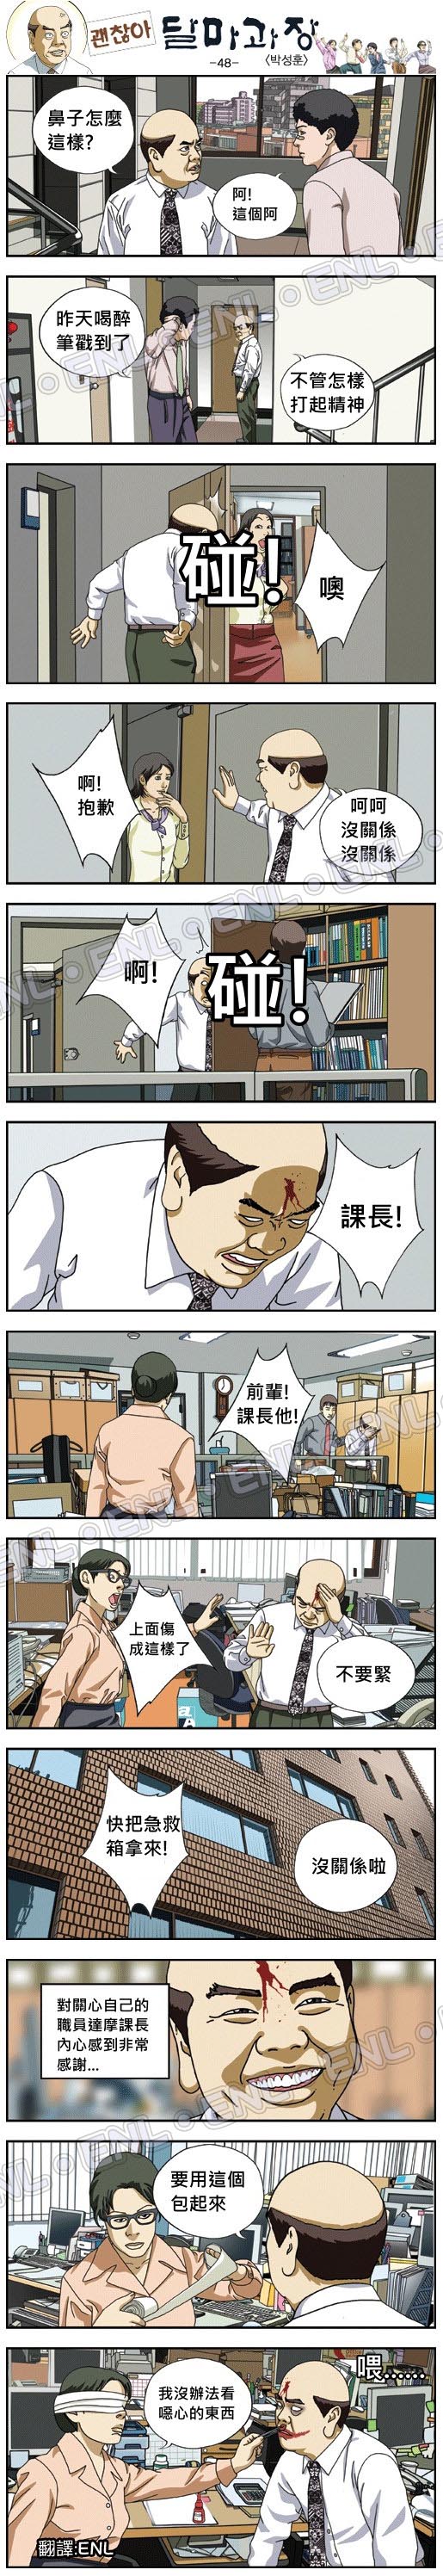 괜찮아
달마과장
-48-
<박성훈>
鼻子怎麼
這樣?
阿!
這個阿
昨天喝醉
筆戳到了
不管怎樣
打起精神
碰!
噢
啊!
抱歉
呵呵
沒關係
沒關係
啊!
碰!
課長!
前輩!
課長他!
上面傷
成這樣了
不要緊
快把急救
箱拿來!
沒關係啦
對關心自己的
職員達摩課長
內心感到非常
感謝...
要用這個
包起來
喂......
我沒辦法看
噁心的東西
翻譯:ENL